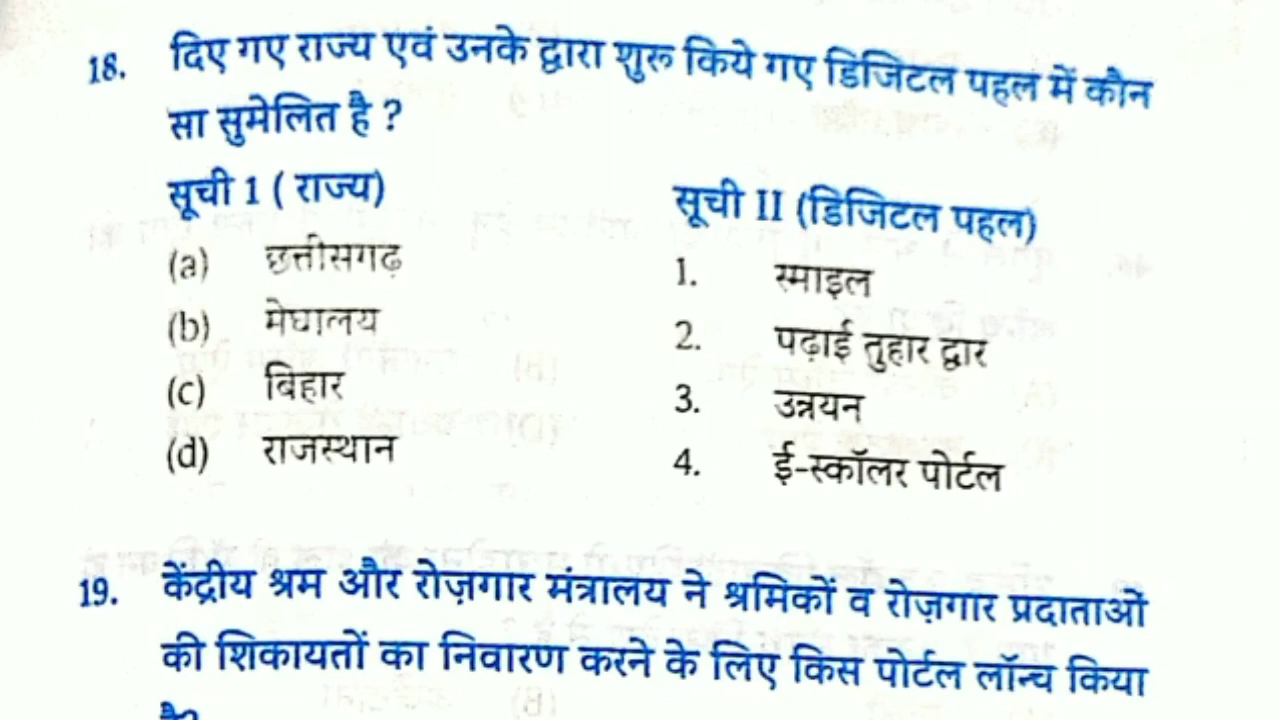 18. दिए गए राज्य एवं उनके द्वारा शुरू किये गए डिजिटल पहल में कौन
सा सुमेलित है ?
सूची 1 ( राज्य) सूची II (डिजिटल पहल)
(a) छत्तीसगढ़ 1. स्माइल
(b) मेघालय 2. पढ़ाई तुहार द्वार
(c) बिहार 3. उन्नयन
(d) राजस्थान 4. ई-स्कॉलर पोर्टल
19. केंद्रीय श्रम और रोज़गार मंत्रालय ने श्रमिकों व रोज़गार प्रदाताओं
की शिकायतों का निवारण करने के लिए किस पोर्टल लॉन्च किया